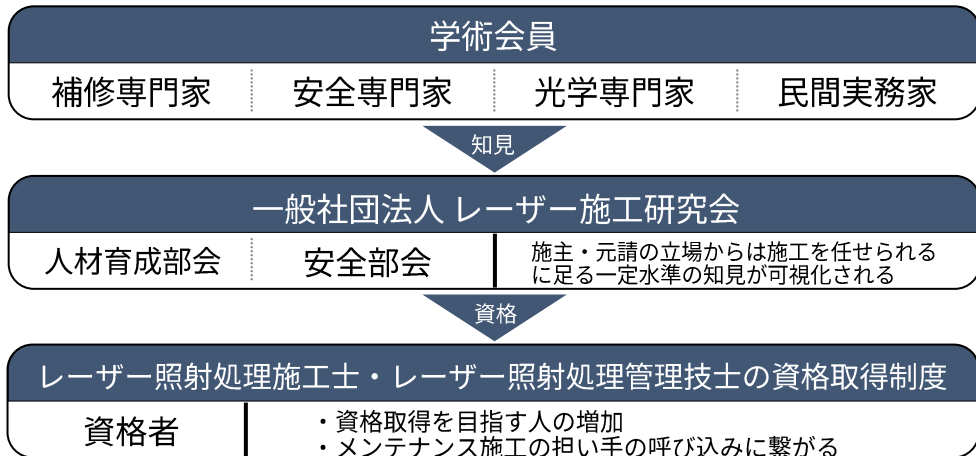 学術会員
補修専門家 安全専門家 光学専門家 民間実務家
知見
一般社団法人 レーザー施工研究会
人材育成部会 安全部会
施主・元請の立場からは施工を任せられる
に足る一定水準の知見が可視化される
資格
レーザー照射処理施工士・レーザー照射処理管理技士の資格取得制度
資格者
・資格取得を目指す人の増加
・メンテナンス施工の担い手の呼び込みに繋がる